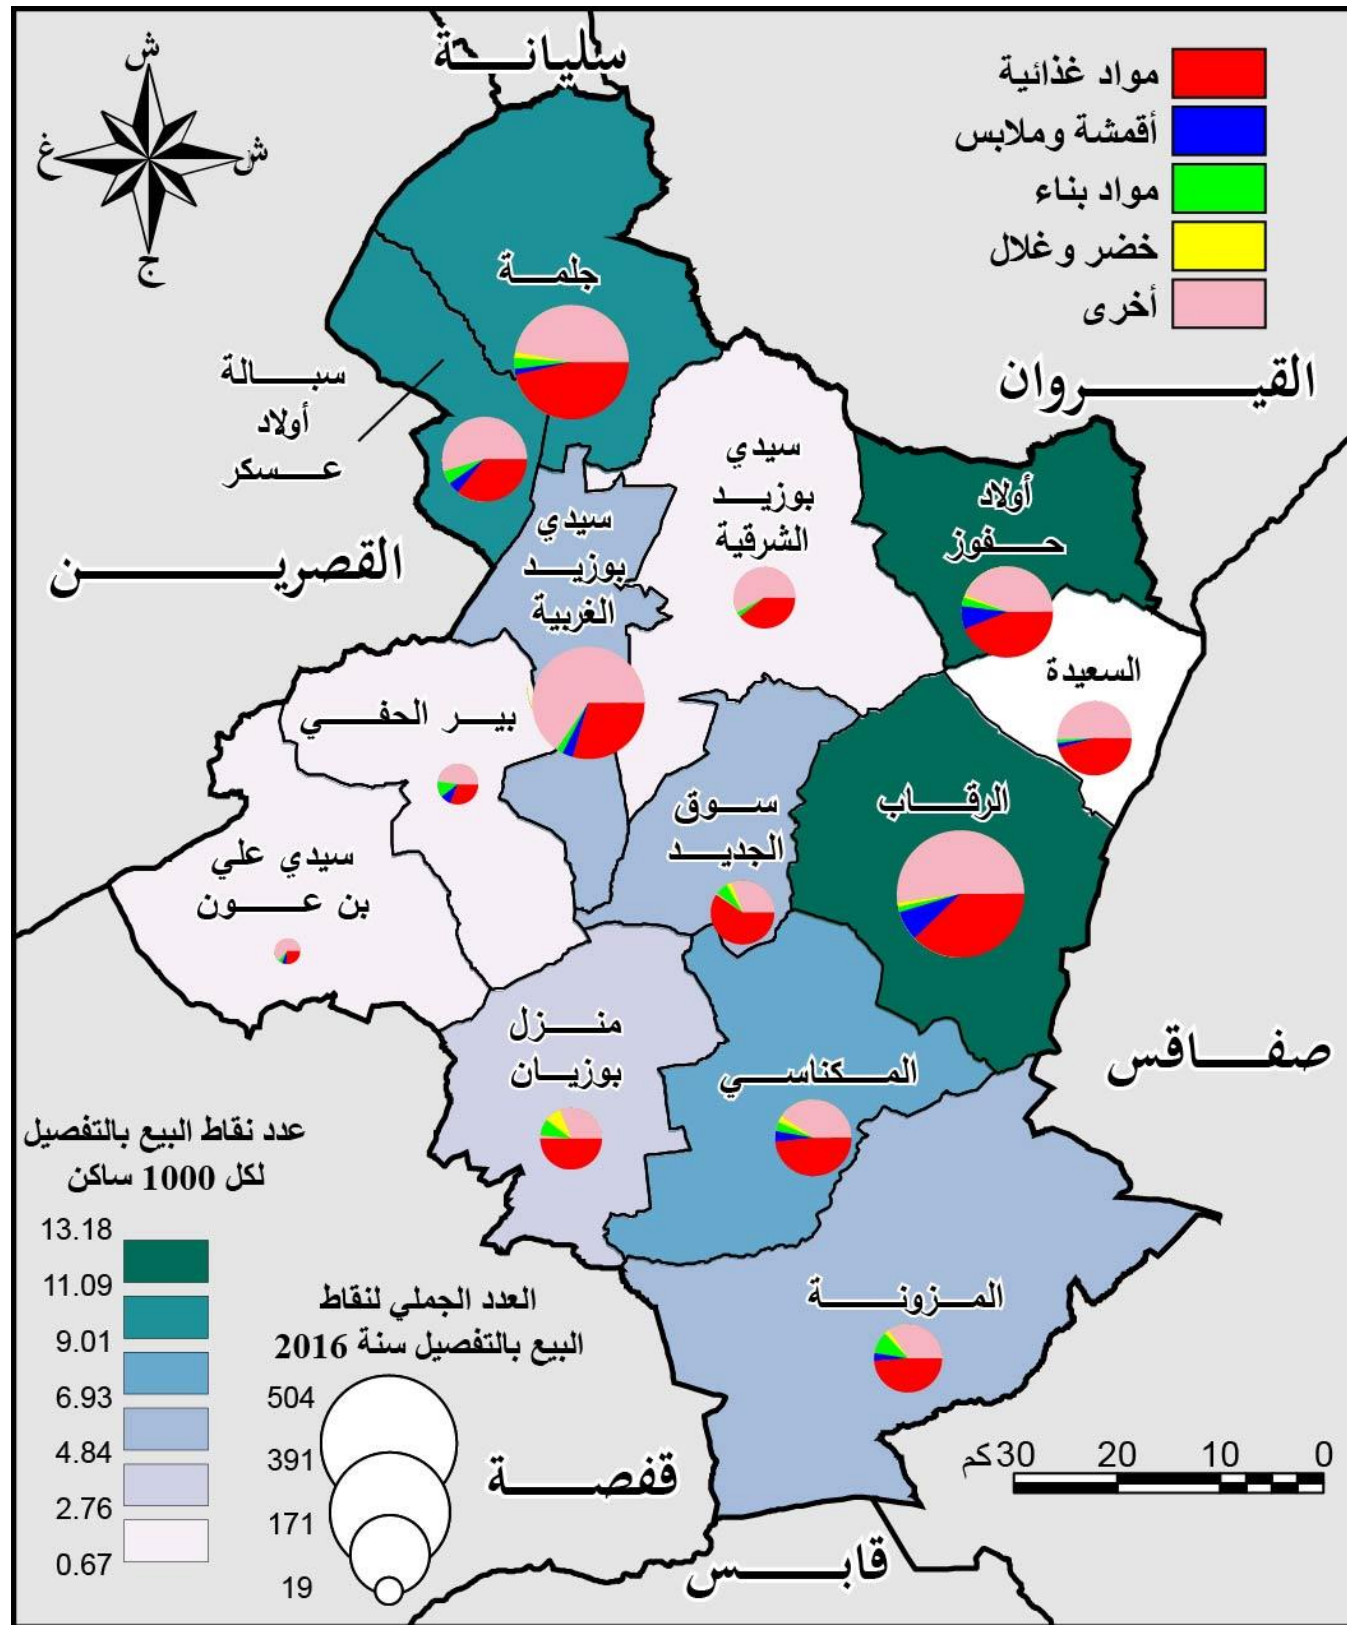 سليانة
ش
ش
غ
ج
مواد غذائية
أقمشة وملابس
مواد بناء
خضر وغلال
أخرى
جلمة
القيروان
سبالة
أولاد
عسكر
سيدي
بوزيد
الشرقية
أولاد
حفوز
سيدي
بوزيد
الغربية
القصرين
السعيدة
بير الحفي
الرقاب
سوق
الجديد
سيدي علي
بن عون
منزل
بوزيان
المكناسي
صفاقس
المزونة
عدد نقاط البيع بالتفصيل
لكل 1000 ساكن
13.18
11.09
9.01
6.93
4.84
2.76
0.67
العدد الجملي لنقاط
البيع بالتفصيل سنة 2016
504
391
171
19
قفصة
قابس
0 10 20 30 كم